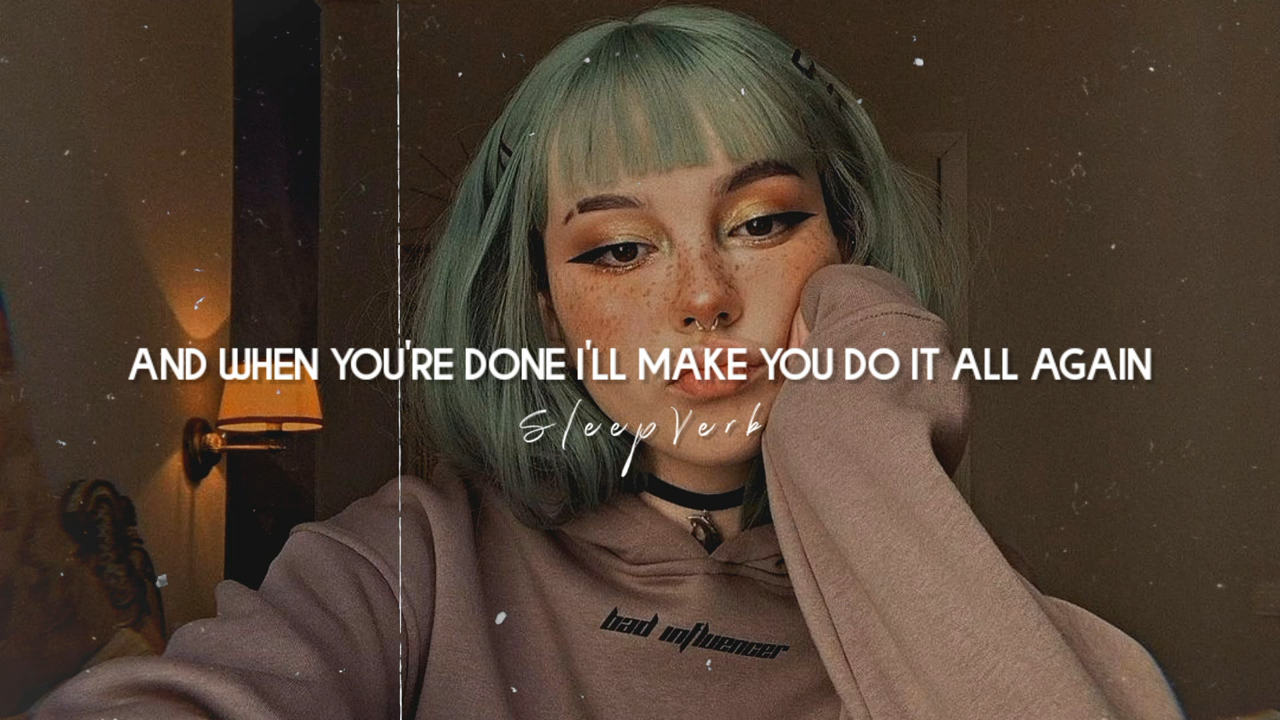 AND WHEN YOU'RE DONE I'LL MAKE YOU DO IT ALL AGAIN
SleepVerb
bad influencer